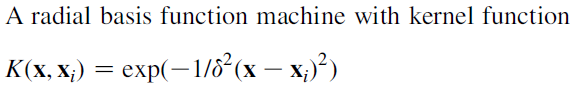 A radial basis function machine with kernel function
K(x, xᵢ) = exp(−1/δ²(x − xᵢ)²)